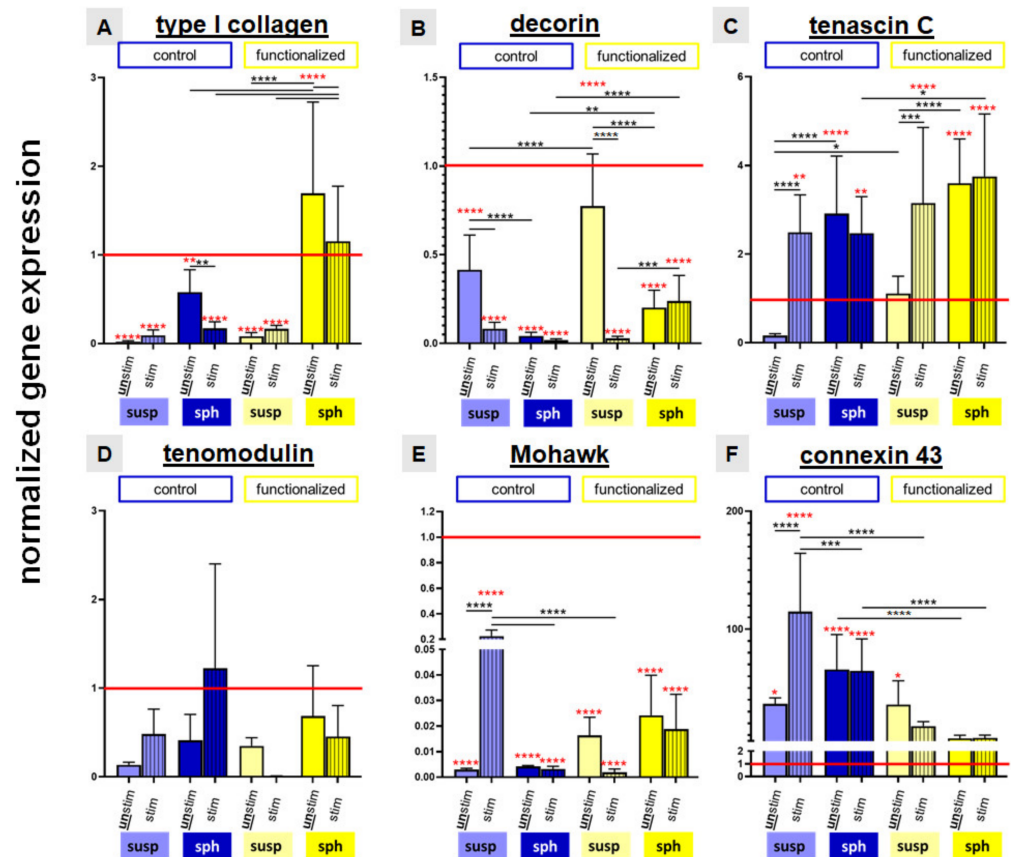 normalized gene expression
A
type I collagen
control
functionalized
3
2
1
0
****
****
****
****
**
****
**
****
****
unstim
stim
unstim
stim
unstim
stim
unstim
stim
susp
sph
susp
sph
B
decorin
control
functionalized
1.5
1.0
0.5
0.0
****
****
**
****
****
****
****
****
***
****
****
****
****
****
****
unstim
stim
unstim
stim
unstim
stim
unstim
stim
susp
sph
susp
sph
C
tenascin C
control
functionalized
6
4
2
0
****
*
****
****
****
***
****
****
*
**
****
**
unstim
stim
unstim
stim
unstim
stim
unstim
stim
susp
sph
susp
sph
D
tenomodulin
control
functionalized
3
2
1
0
unstim
stim
unstim
stim
unstim
stim
unstim
stim
susp
sph
susp
sph
E
Mohawk
control
functionalized
1.2
1.0
0.8
0.6
0.4
0.2
0.05
0.04
0.03
0.02
0.01
0.00
****
****
****
****
****
****
****
****
****
****
unstim
stim
unstim
stim
unstim
stim
unstim
stim
susp
sph
susp
sph
F
connexin 43
control
functionalized
200
100
2
1
0
****
****
****
***
****
****
****
****
*
*
unstim
stim
unstim
stim
unstim
stim
unstim
stim
susp
sph
susp
sph